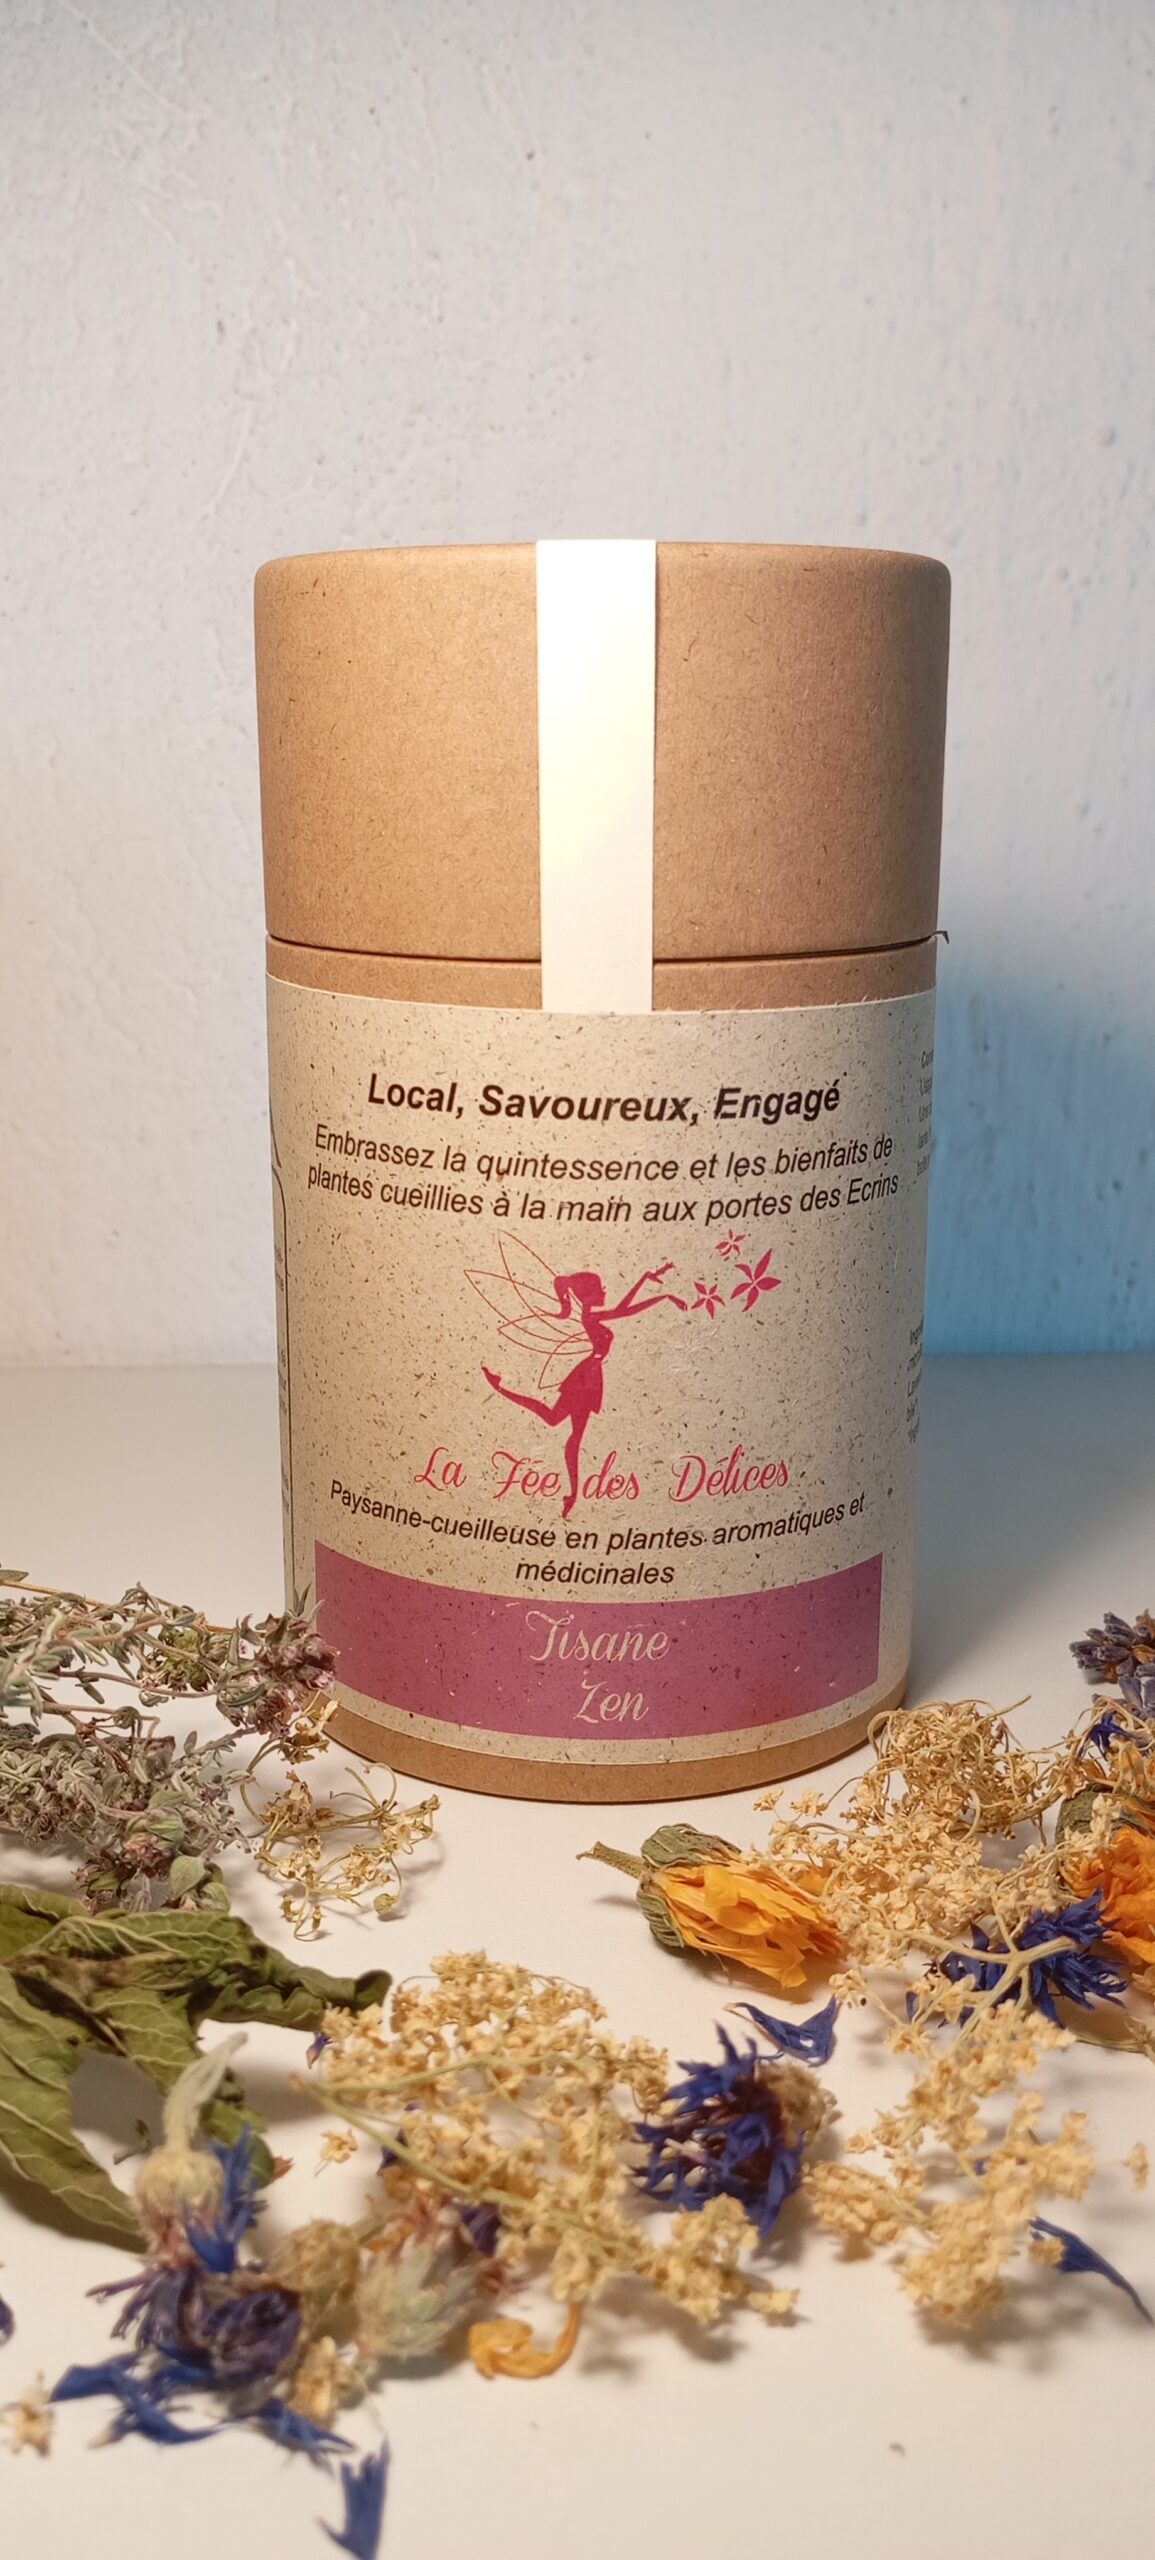 Local, Savoureux, Engagé
Embrassez la quintessence et les bienfaits de
plantes cueillies à la main aux portes des Ecrins
La Fée des Délices
Paysanne-cueilleuse en plantes aromatiques et
médicinales
Tisane
Zen